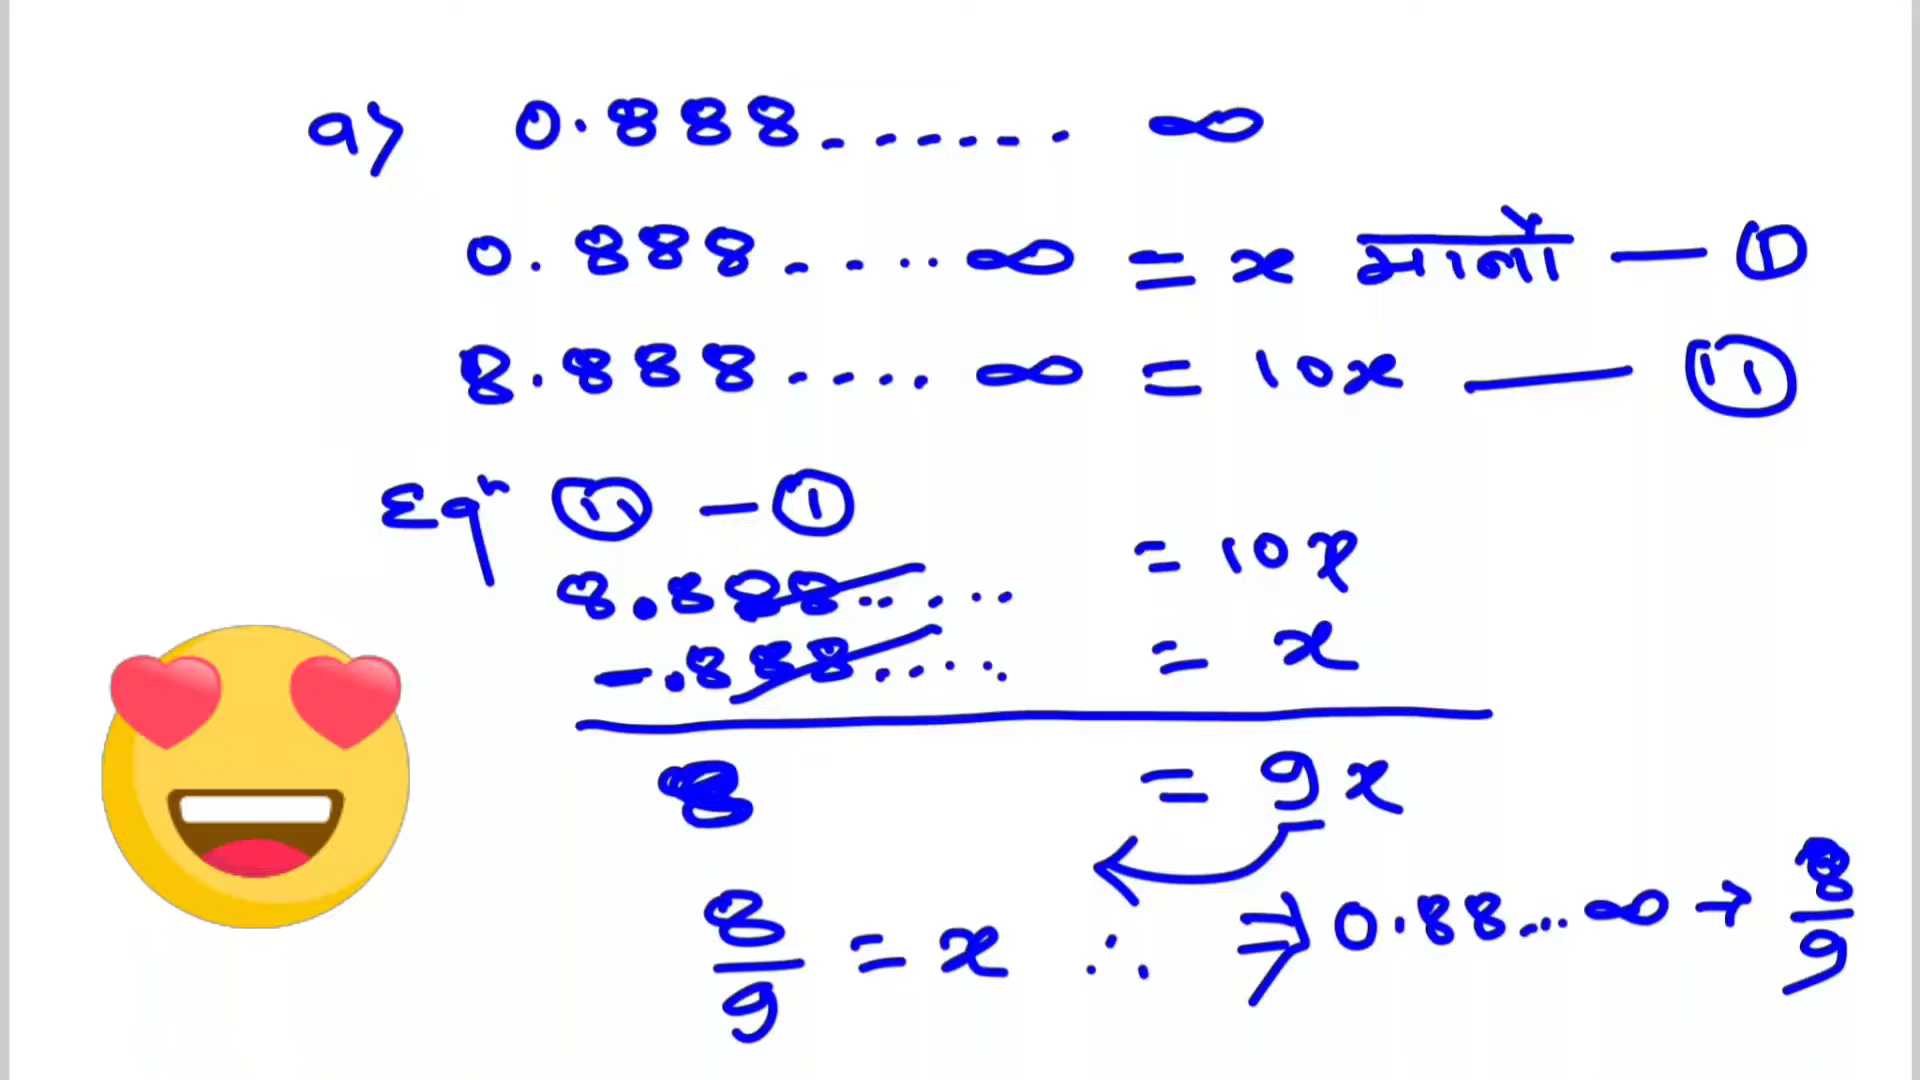 a) 0.888...... ∞
0.888..... ∞ = x मानों — ①
8.888.... ∞ = 10x — ⑪
Eqⁿ ⑪ – ①
8.888...... = 10x
-.888..... = x
8 = 9x
8/9 = x ∴ ⇒ 0.88... ∞ → 8/9